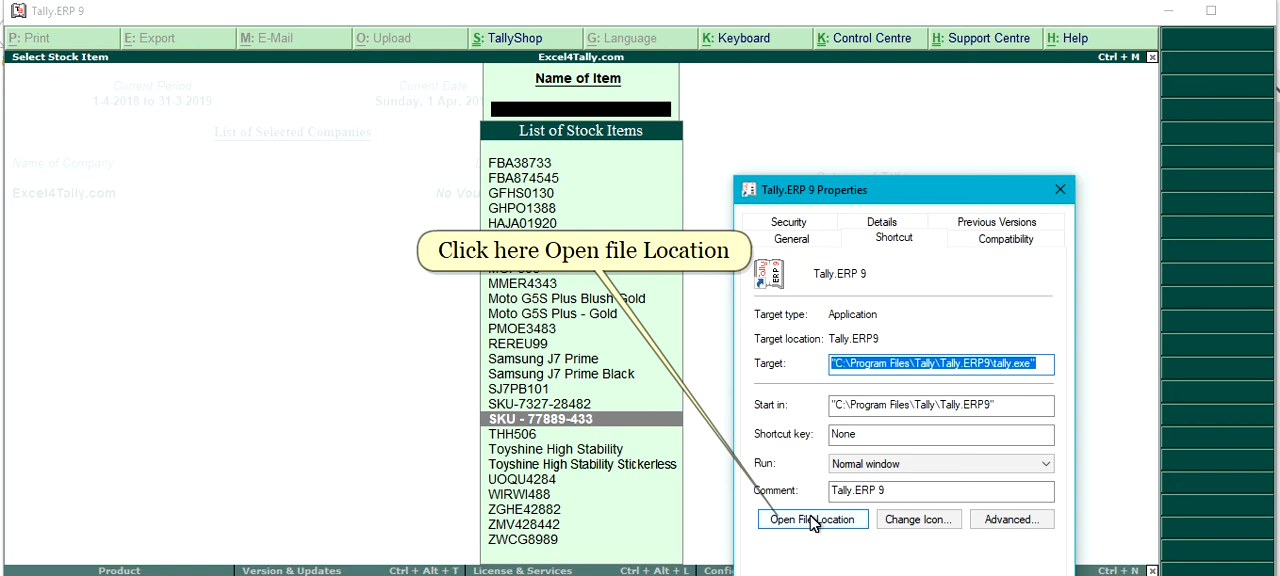 Tally.ERP 9
P: Print
E: Export
M: E-Mail
O: Upload
S: TallyShop
G: Language
K: Keyboard
K: Control Centre
H: Support Centre
H: Help
Select Stock Item
Excel4Tally.com
Ctrl + M
Current Period
1-4-2018 to 31-3-2019
Current Date
Sunday, 1 Apr, 201
List of Selected Companies
Name of Company
Excel4Tally.com
No Vou
Name of Item
List of Stock Items
FBA38733
FBA874545
GFHS0130
GHPO1388
HAJA01920
MMER4343
Moto G5S Plus Blush Gold
Moto G5S Plus - Gold
PMOE3483
REREU99
Samsung J7 Prime
Samsung J7 Prime Black
SJ7PB101
SKU-7327-28482
SKU - 77889-433
THH506
Toyshine High Stability
Toyshine High Stability Stickerless
UOQU4284
WIRWI488
ZGHE42882
ZMV428442
ZWCG8989
Click here Open file Location
Tally.ERP 9 Properties
Security
Details
Previous Versions
General
Shortcut
Compatibility
Tally ERP 9
Tally.ERP 9
Target type: Application
Target location: Tally.ERP9
Target: "C:\Program Files\Tally\Tally.ERP9\tally.exe"
Start in: "C:\Program Files\Tally\Tally.ERP9"
Shortcut key: None
Run: Normal window
Comment: Tally.ERP 9
Open File Location
Change Icon...
Advanced...
Product
Version & Updates
Ctrl + Alt + T
License & Services
Ctrl + Alt + L
Confi
Ctrl + N